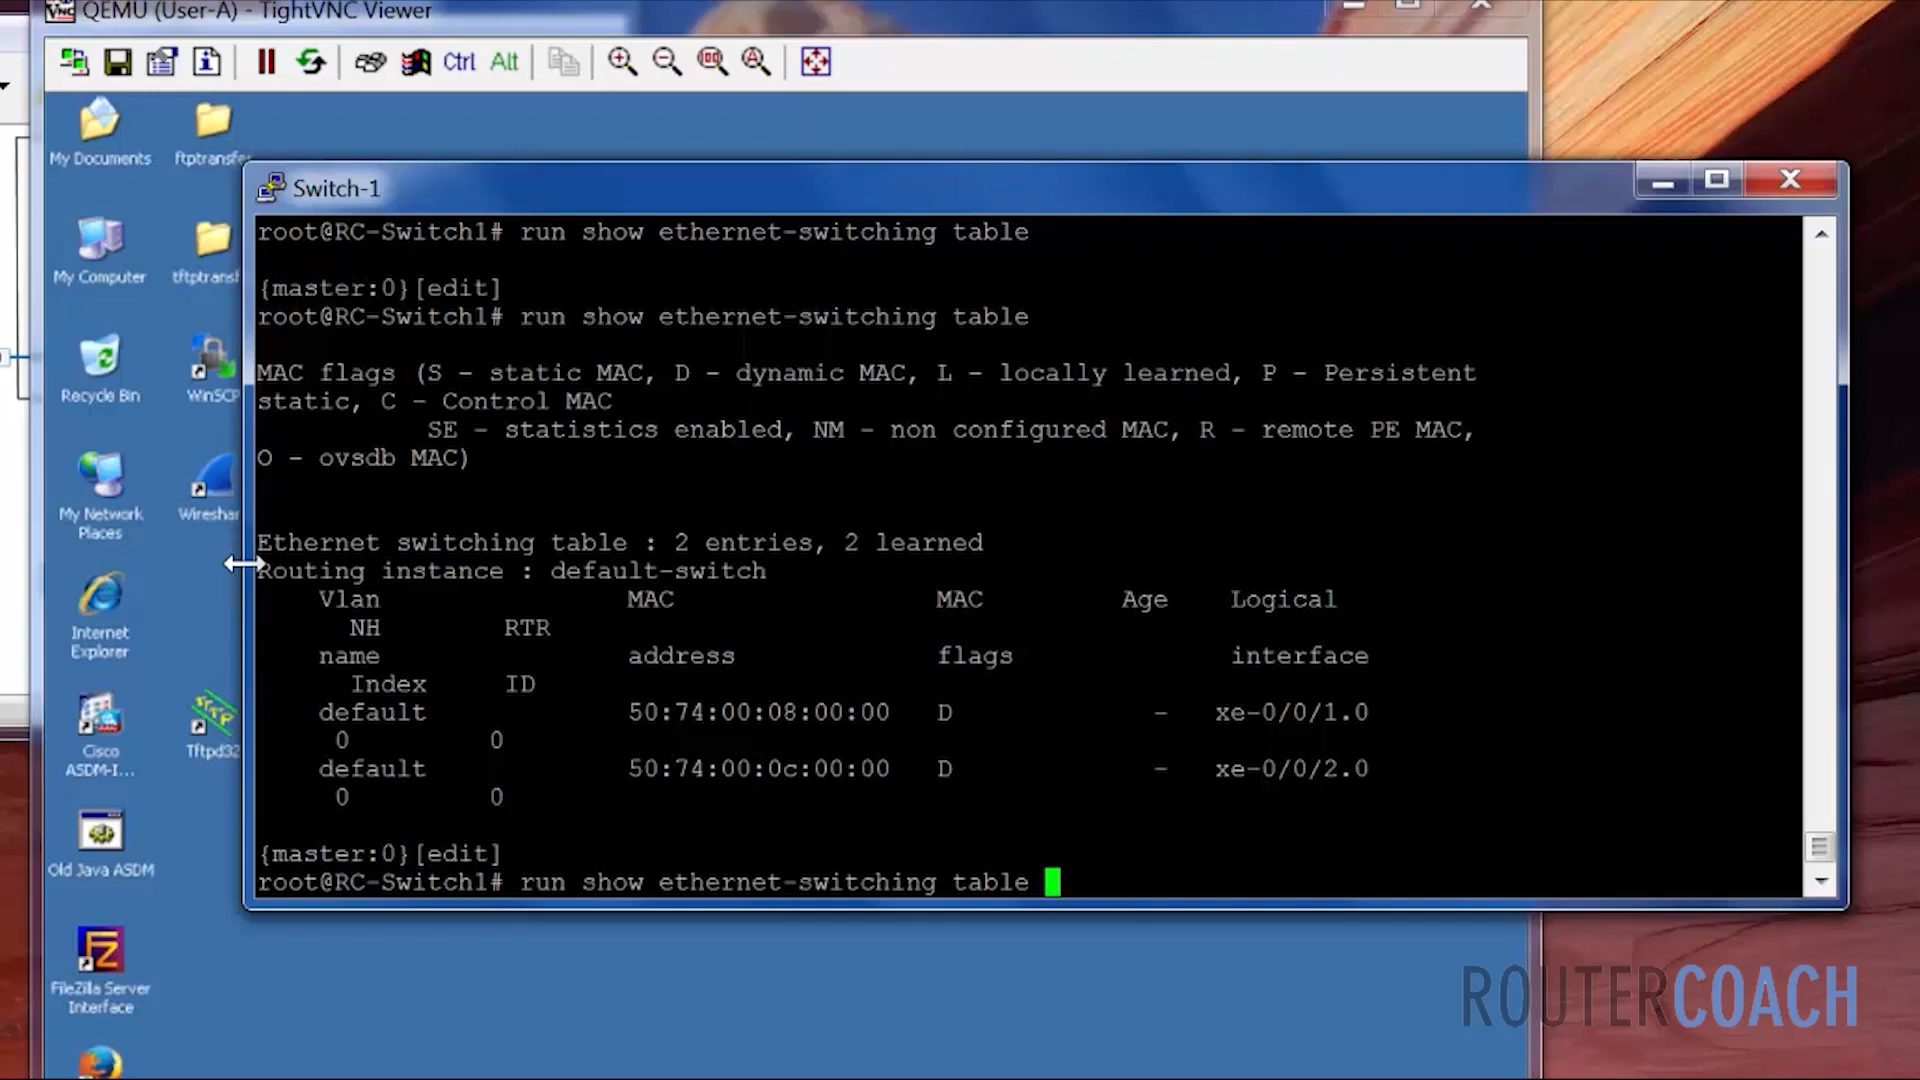 QEMU (User-A) - TightVNC Viewer
Ctrl Alt
My Documents
ftptransfer
My Computer
tftptransf
Recycle Bin
WinSCP
My Network
Places
Wireshar
Internet
Explorer
Cisco
ASDM-I...
Tftpd32
Old Java ASDM
FileZilla Server
Interface
Switch-1
root@RC-Switch1# run show ethernet-switching table
{master:0}[edit]
root@RC-Switch1# run show ethernet-switching table
MAC flags (S - static MAC, D - dynamic MAC, L - locally learned, P - Persistent
static, C - Control MAC
SE - statistics enabled, NM - non configured MAC, R - remote PE MAC,
O - ovsdb MAC)
Ethernet switching table : 2 entries, 2 learned
Routing instance : default-switch
Vlan MAC MAC Age Logical
NH RTR
name address flags interface
Index ID
default 50:74:00:08:00:00 D - xe-0/0/1.0
0 0
default 50:74:00:0c:00:00 D - xe-0/0/2.0
0 0
{master:0}[edit]
root@RC-Switch1# run show ethernet-switching table
ROUTERCOACH